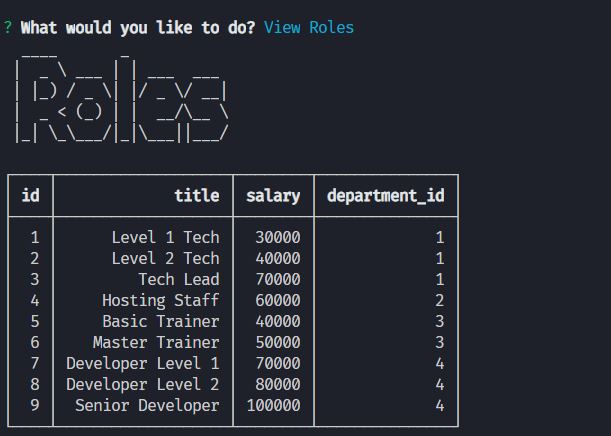 ? What would you like to do? View Roles
Roles
id title salary department_id
1 Level 1 Tech 30000 1
2 Level 2 Tech 40000 1
3 Tech Lead 70000 1
4 Hosting Staff 60000 2
5 Basic Trainer 40000 3
6 Master Trainer 50000 3
7 Developer Level 1 70000 4
8 Developer Level 2 80000 4
9 Senior Developer 100000 4